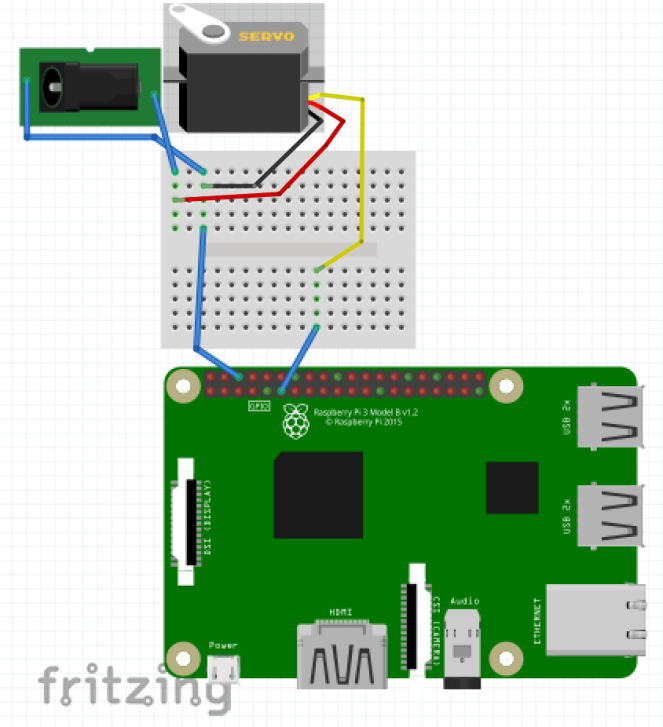 SERVO
GPIO
Raspberry Pi 3 Model B v1.2
© Raspberry Pi 2015
USB 2x
DSI (DISPLAY)
USB 2x
HDMI
CSI (CAMERA)
Audio
ETHERNET
Power
fritzing